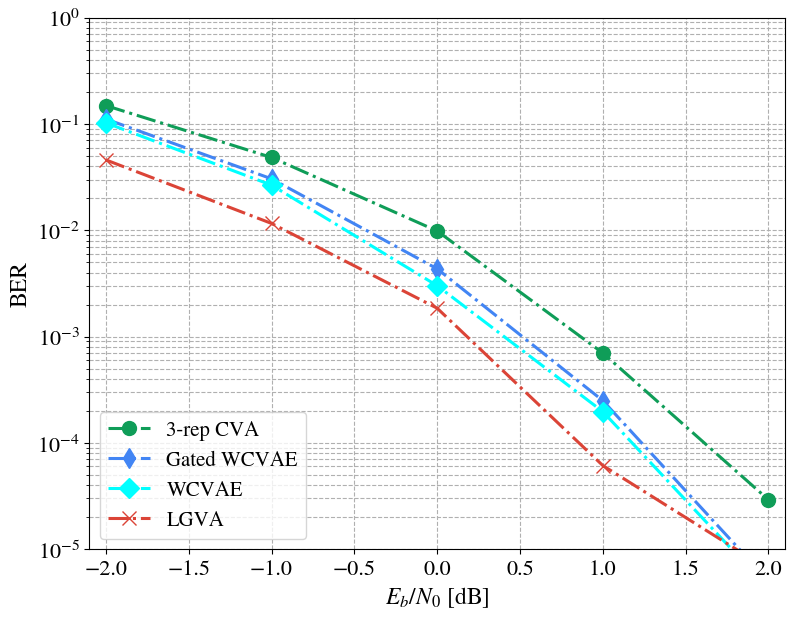 10⁰
10⁻¹
10⁻²
10⁻³
10⁻⁴
10⁻⁵
BER
3-rep CVA
Gated WCVAE
WCVAE
LGVA
−2.0 −1.5 −1.0 −0.5 0.0 0.5 1.0 1.5 2.0
E_b/N_0 [dB]